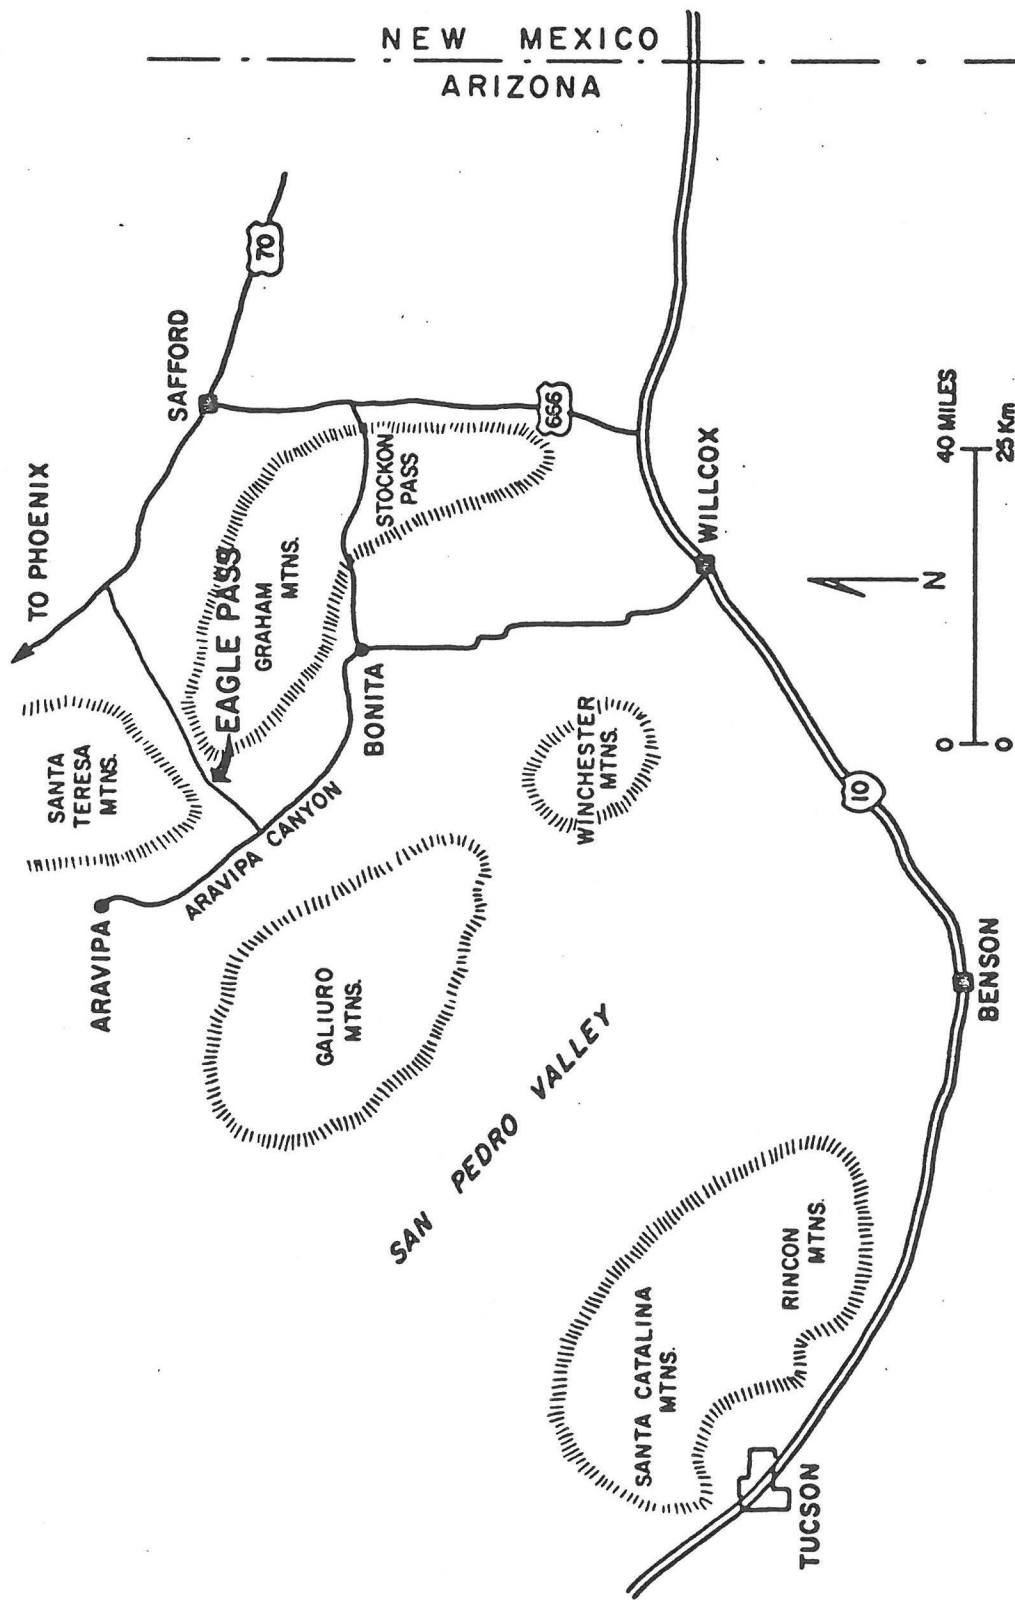 NEW MEXICO
ARIZONA
TO PHOENIX
SAFFORD
70
SANTA
TERESA
MTNS.
EAGLE PASS
GRAHAM
MTNS.
STOCKON
PASS
666
ARAVIPA
ARAVIPA CANYON
BONITA
GALIURO
MTNS.
WINCHESTER
MTNS.
WILLCOX
N
40 MILES
0
25 Km
0
10
SAN PEDRO VALLEY
BENSON
SANTA CATALINA
MTNS.
RINCON
MTNS.
TUCSON